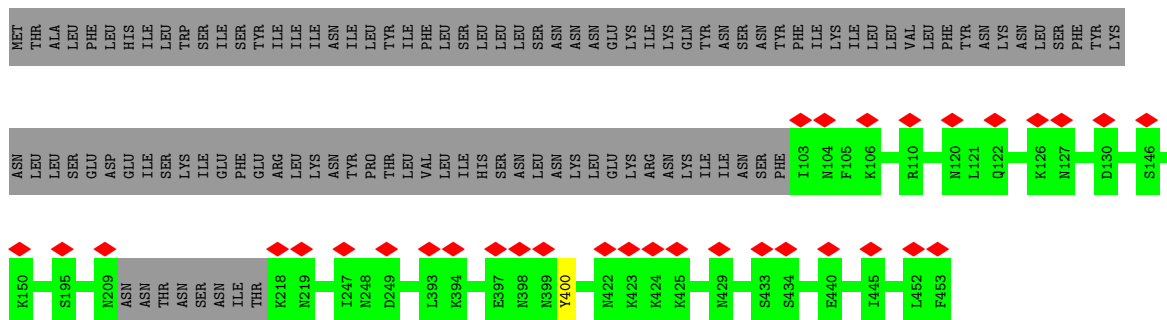 MET THR ALA LEU PHE LEU HIS ILE LEU TRP SER ILE SER TYR ILE ILE ILE ASN ILE LEU TYR ILE PHE LEU SER LEU LEU LEU SER ASN ASN ASN GLU LYS ILE LYS GLN TYR ASN SER ASN TYR PHE ILE LYS ILE LEU LEU VAL LEU PHE TYR ASN LYS ASN LEU SER PHE TYR LYS
ASN LEU LEU SER GLU ASP GLU ILE SER LYS ILE GLU PHE GLU ARG LEU LYS ASN TYR PRO THR LEU VAL LEU ILE HIS SER ASN LEU ASN LYS LEU GLU LYS ARG ASN LYS ILE ILE ASN SER PHE I103 N104 F105 K106 R110 N120 L121 Q122 K126 N127 D130 S146
K150 S195 N209 ASN ASN THR ASN SER ASN ILE THR K218 N219 I247 N248 D249 L393 K394 E397 N398 N399 Y400 N422 K423 K424 K425 N429 S433 S434 E440 I445 L452 F453